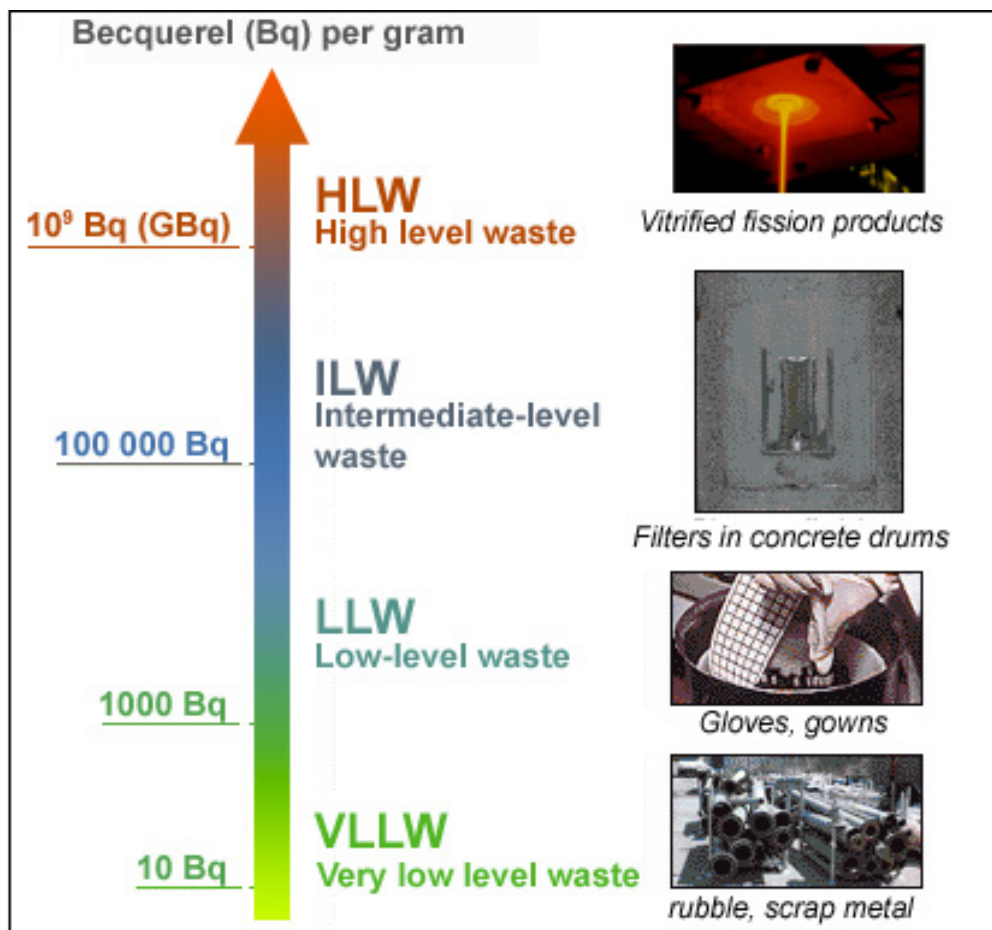 Becquerel (Bq) per gram
HLW
High level waste
10⁹ Bq (GBq)
Vitrified fission products
ILW
Intermediate-level
waste
100 000 Bq
Filters in concrete drums
LLW
Low-level waste
1000 Bq
Gloves, gowns
VLLW
Very low level waste
10 Bq
rubble, scrap metal